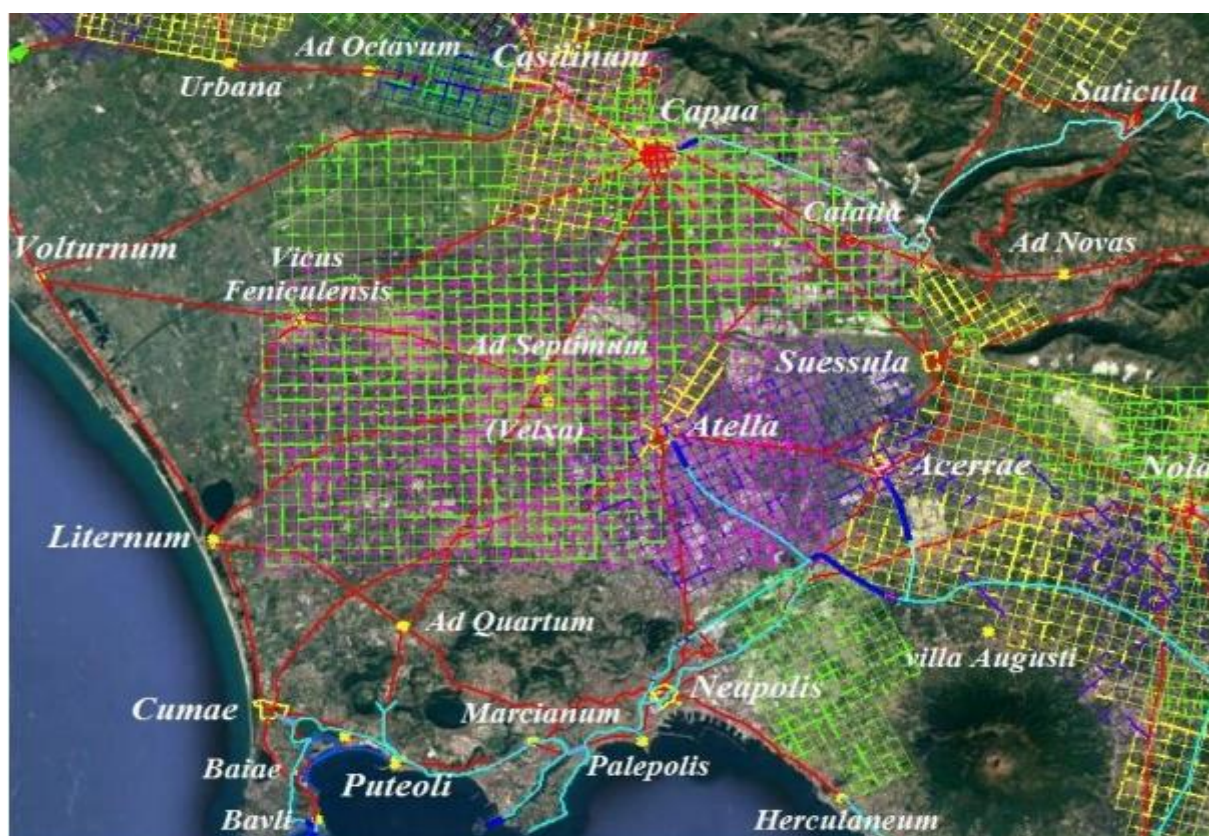 Ad Octavum
Casilinum
Urbana
Saticula
Capua
Calatia
Volturnum
Vicus
Feniculensis
Ad Novas
Ad Septimum
Suessula
(Velxa)
Atella
Acerrae
Nola
Liternum
Ad Quartum
villa Augusti
Cumae
Marcianum
Neapolis
Baiae
Puteoli
Palepolis
Bavli
Herculaneum